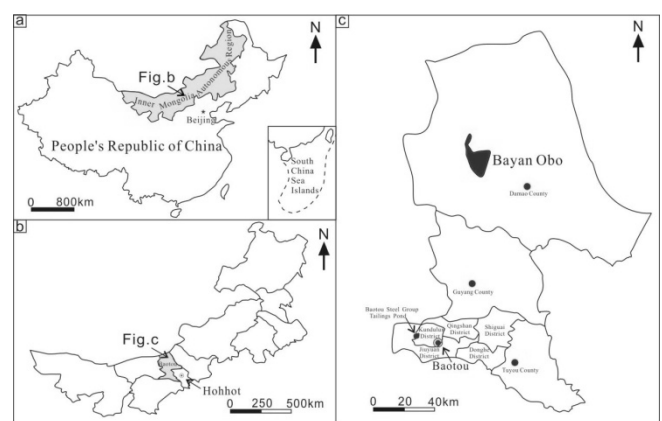 a
N
Fig.b
Inner Mongolia Autonomous Region
Beijing
People's Republic of China
South
China
Sea
Islands
0 800km
b
N
Fig.c
Baotou
Hohhot
0 250 500km
c
N
Bayan Obo
Damao County
Guyang County
Baotou Steel Group
Tailings Pond
Kundulun
District
Qingshan
District
Shiguai
District
Jiuyuan
District
Donghe
District
Baotou
Tuyou County
0 20 40km